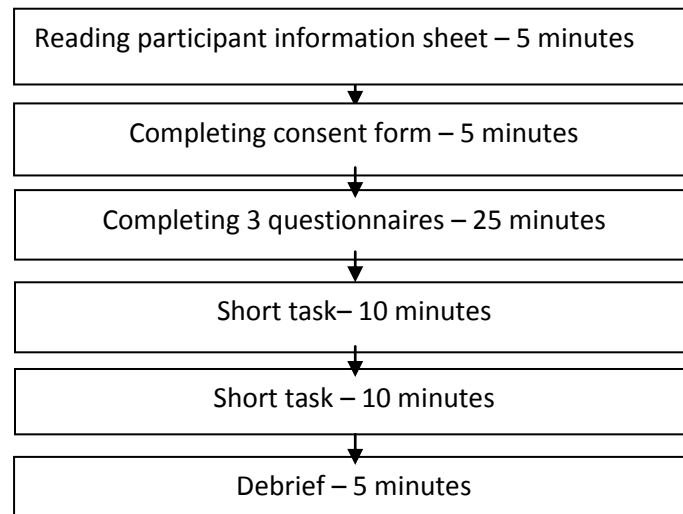 Reading participant information sheet – 5 minutes
Completing consent form – 5 minutes
Completing 3 questionnaires – 25 minutes
Short task– 10 minutes
Short task – 10 minutes
Debrief – 5 minutes